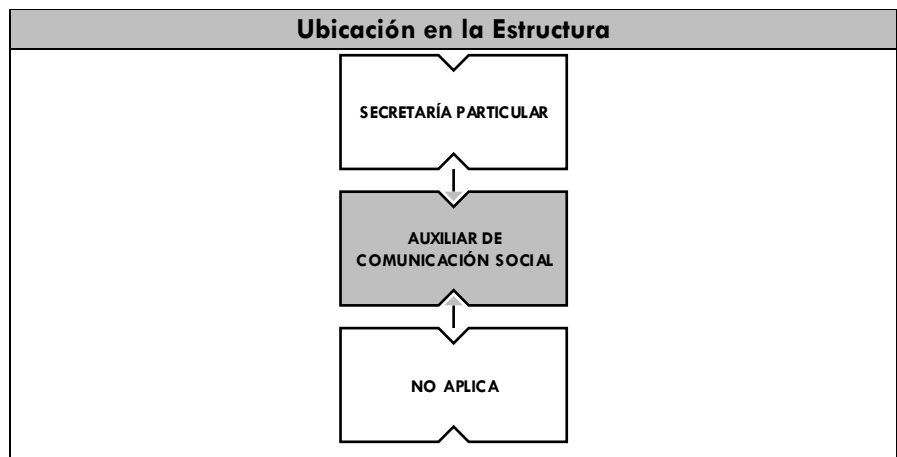 Ubicación en la Estructura
SECRETARÍA PARTICULAR
AUXILIAR DE
COMUNICACIÓN SOCIAL
NO APLICA